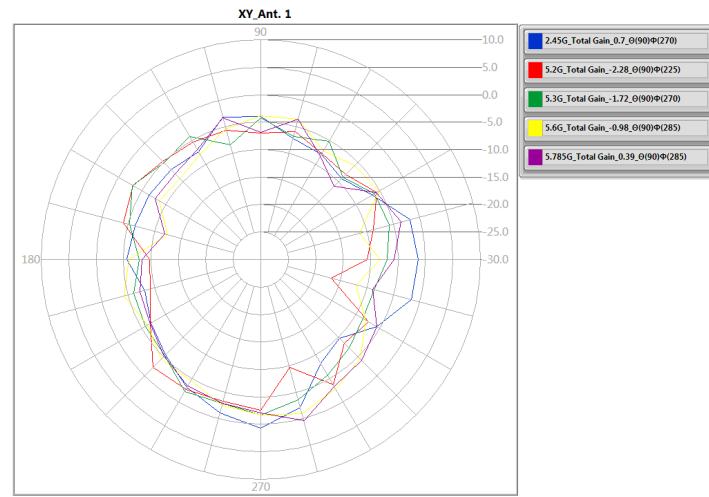 XY_Ant. 1
90
10.0
5.0
0.0
-5.0
-10.0
-15.0
-20.0
-25.0
180
-30.0
270
2.45G_Total Gain_0.7_Θ(90)Φ(270)
5.2G_Total Gain_-2.28_Θ(90)Φ(225)
5.3G_Total Gain_-1.72_Θ(90)Φ(270)
5.6G_Total Gain_-0.98_Θ(90)Φ(285)
5.785G_Total Gain_0.39_Θ(90)Φ(285)